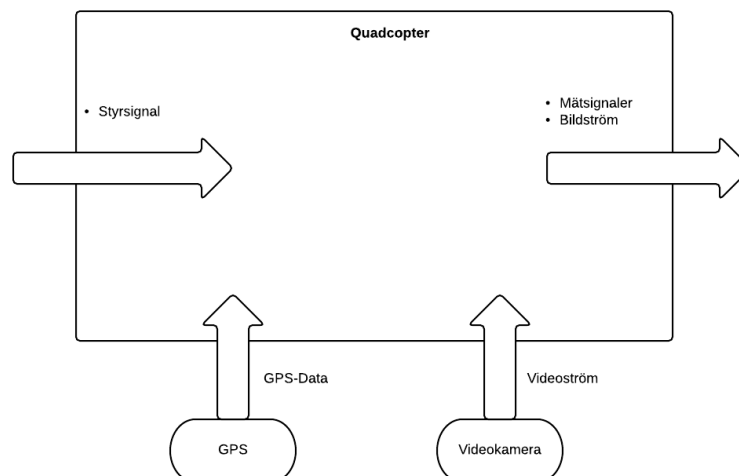 Quadcopter
• Styrsignal
• Mätsignaler
• Bildström
GPS-Data
Videoström
GPS
Videokamera